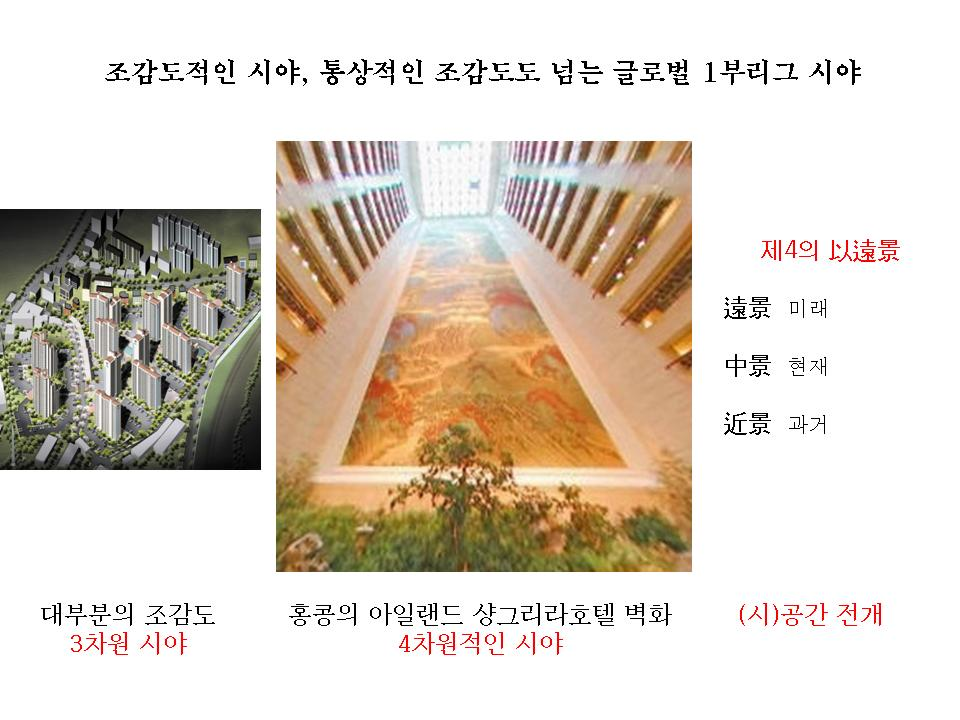 조감도적인 시야, 통상적인 조감도도 넘는 글로벌 1부리그 시야
제4의 以遠景
遠景 미래
中景 현재
近景 과거
대부분의 조감도
3차원 시야
홍콩의 아일랜드 샹그리라호텔 벽화
4차원적인 시야
(시)공간 전개